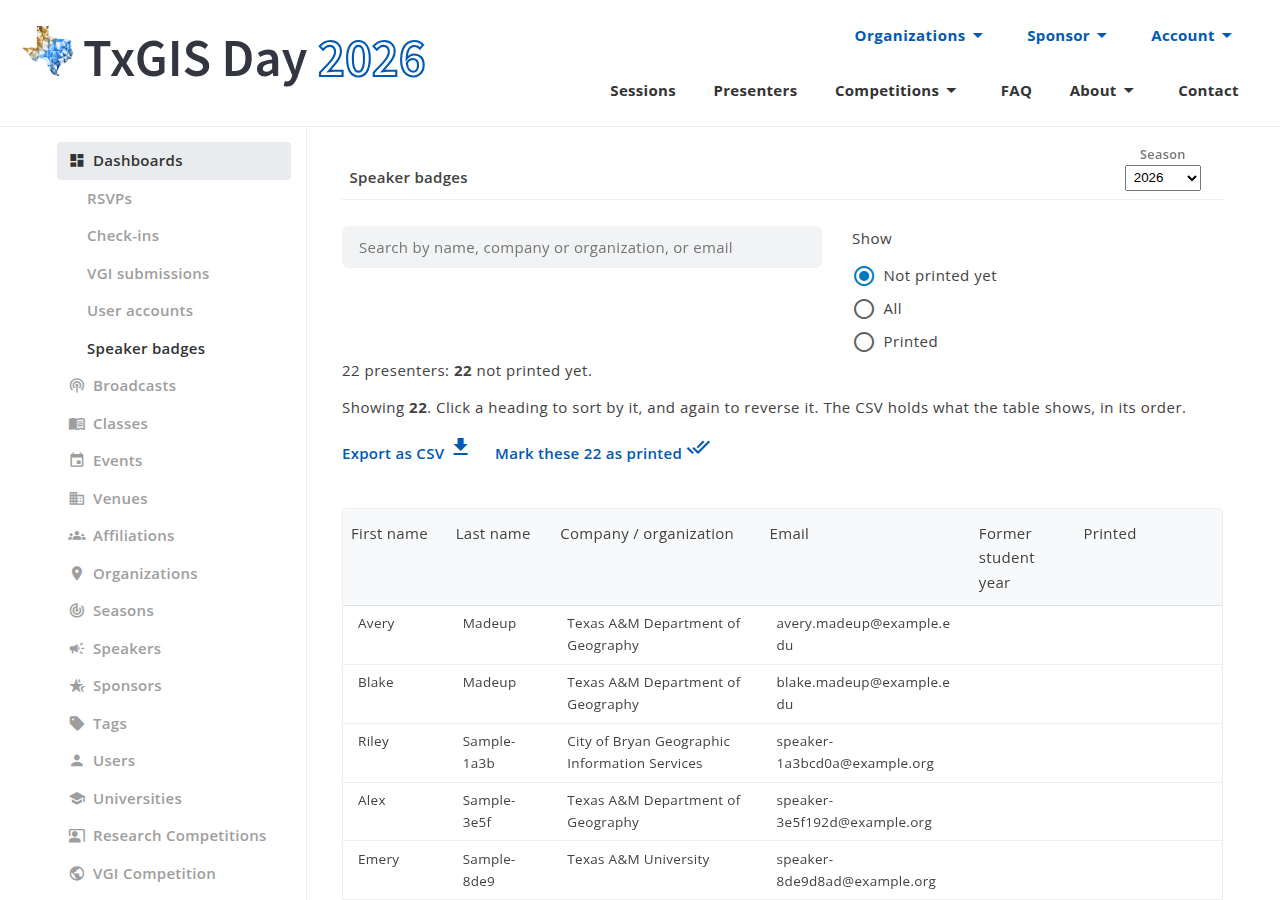 TxGIS Day 2026
Organizations
Sponsor
Account
Sessions
Presenters
Competitions
FAQ
About
Contact
Dashboards
RSVPs
Check-ins
VGI submissions
User accounts
Speaker badges
Broadcasts
Classes
Events
Venues
Affiliations
Organizations
Seasons
Speakers
Sponsors
Tags
Users
Universities
Research Competitions
VGI Competition
Speaker badges
Season
2026
Search by name, company or organization, or email
Show
Not printed yet
All
Printed
22 presenters: 22 not printed yet.
Showing 22. Click a heading to sort by it, and again to reverse it. The CSV holds what the table shows, in its order.
Export as CSV
Mark these 22 as printed
First name
Last name
Company / organization
Email
Former
student
year
Printed
Avery
Madeup
Texas A&M Department of
Geography
avery.madeup@example.e
du
Blake
Madeup
Texas A&M Department of
Geography
blake.madeup@example.e
du
Riley
Sample-
1a3b
City of Bryan Geographic
Information Services
speaker-
1a3bcd0a@example.org
Alex
Sample-
3e5f
Texas A&M Department of
Geography
speaker-
3e5f192d@example.org
Emery
Sample-
8de9
Texas A&M University
speaker-
8de9d8ad@example.org